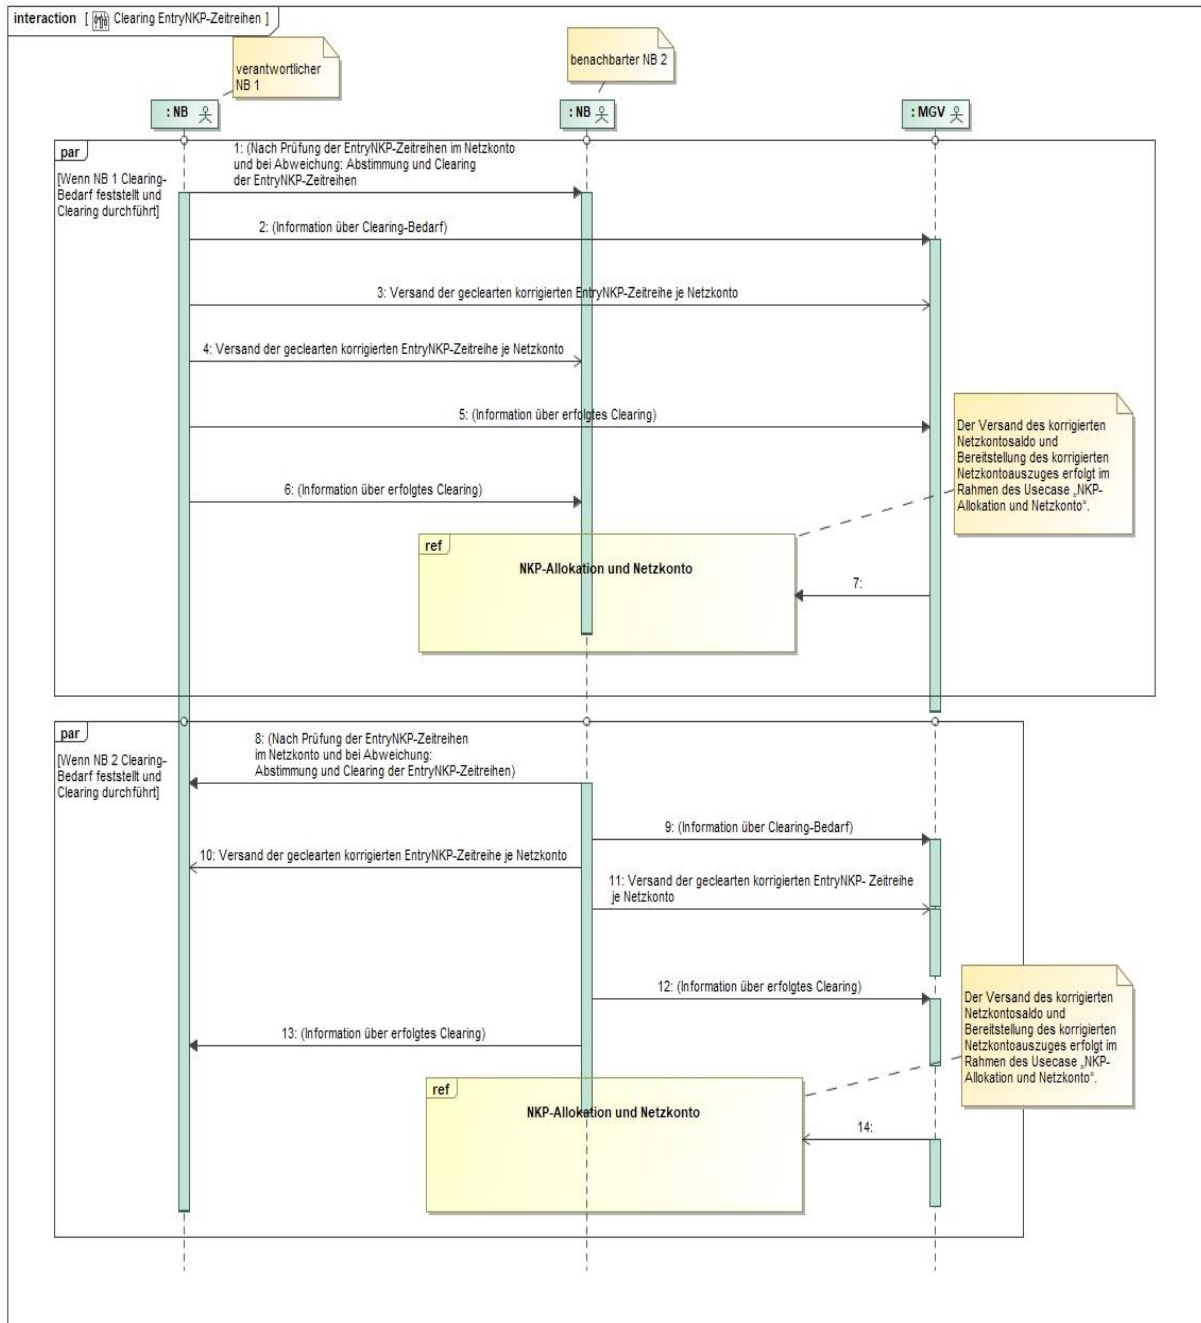 interaction [ Clearing EntryNKP-Zeitreihen ]
verantwortlicher
NB 1
benachbarter NB 2
: NB
: NB
: MGV
par
[Wenn NB 1 Clearing-
Bedarf feststellt und
Clearing durchführt]
1: (Nach Prüfung der EntryNKP-Zeitreihen im Netzkonto
und bei Abweichung: Abstimmung und Clearing
der EntryNKP-Zeitreihen
2: (Information über Clearing-Bedarf)
3: Versand der geclearten korrigierten EntryNKP-Zeitreihe je Netzkonto
4: Versand der geclearten korrigierten EntryNKP-Zeitreihe je Netzkonto
5: (Information über erfolgtes Clearing)
6: (Information über erfolgtes Clearing)
Der Versand des korrigierten
Netzkontosaldo und
Bereitstellung des korrigierten
Netzkontoauszuges erfolgt im
Rahmen des Usecase „NKP-
Allokation und Netzkonto“.
ref
NKP-Allokation und Netzkonto
7:
par
[Wenn NB 2 Clearing-
Bedarf feststellt und
Clearing durchführt]
8: (Nach Prüfung der EntryNKP-Zeitreihen
im Netzkonto und bei Abweichung:
Abstimmung und Clearing der EntryNKP-Zeitreihen)
9: (Information über Clearing-Bedarf)
10: Versand der geclearten korrigierten EntryNKP-Zeitreihe je Netzkonto
11: Versand der geclearten korrigierten EntryNKP- Zeitreihe
je Netzkonto
12: (Information über erfolgtes Clearing)
13: (Information über erfolgtes Clearing)
Der Versand des korrigierten
Netzkontosaldo und
Bereitstellung des korrigierten
Netzkontoauszuges erfolgt im
Rahmen des Usecase „NKP-
Allokation und Netzkonto“.
ref
NKP-Allokation und Netzkonto
14: